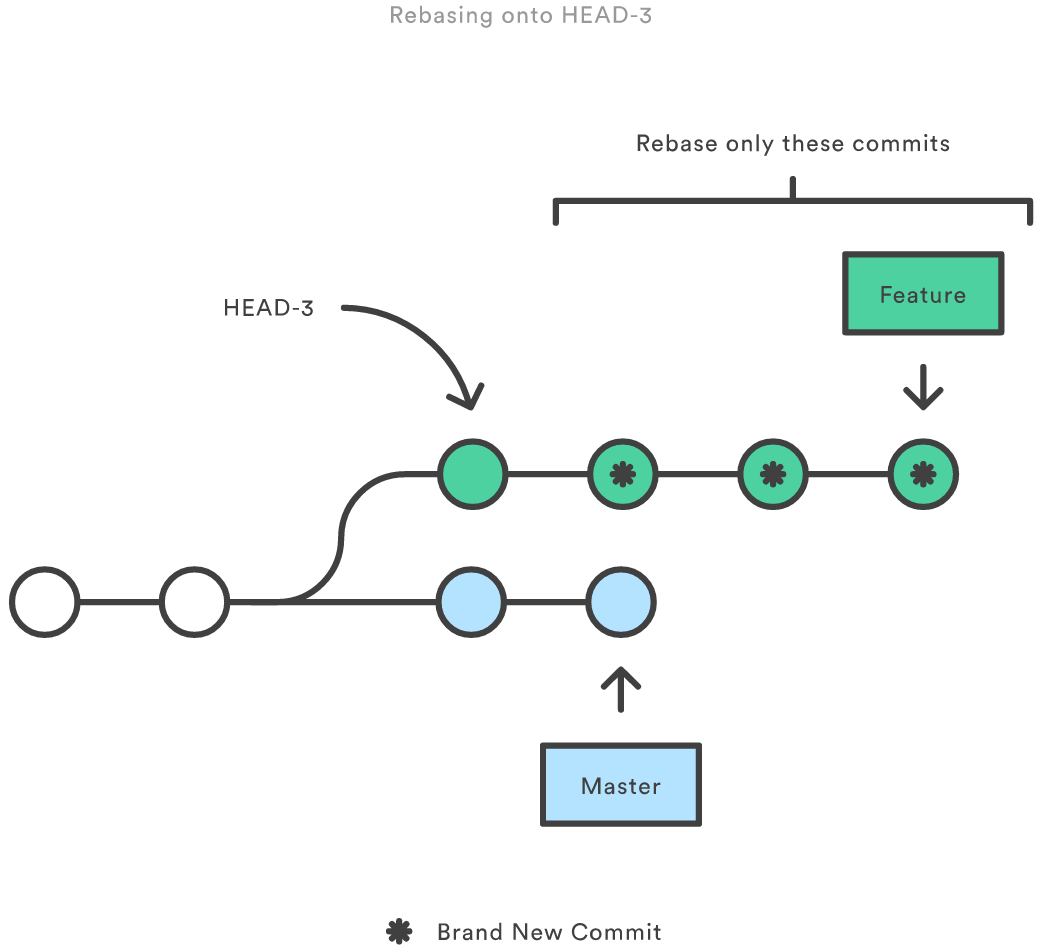 Rebasing onto HEAD-3
Rebase only these commits
Feature
HEAD-3
Master
Brand New Commit